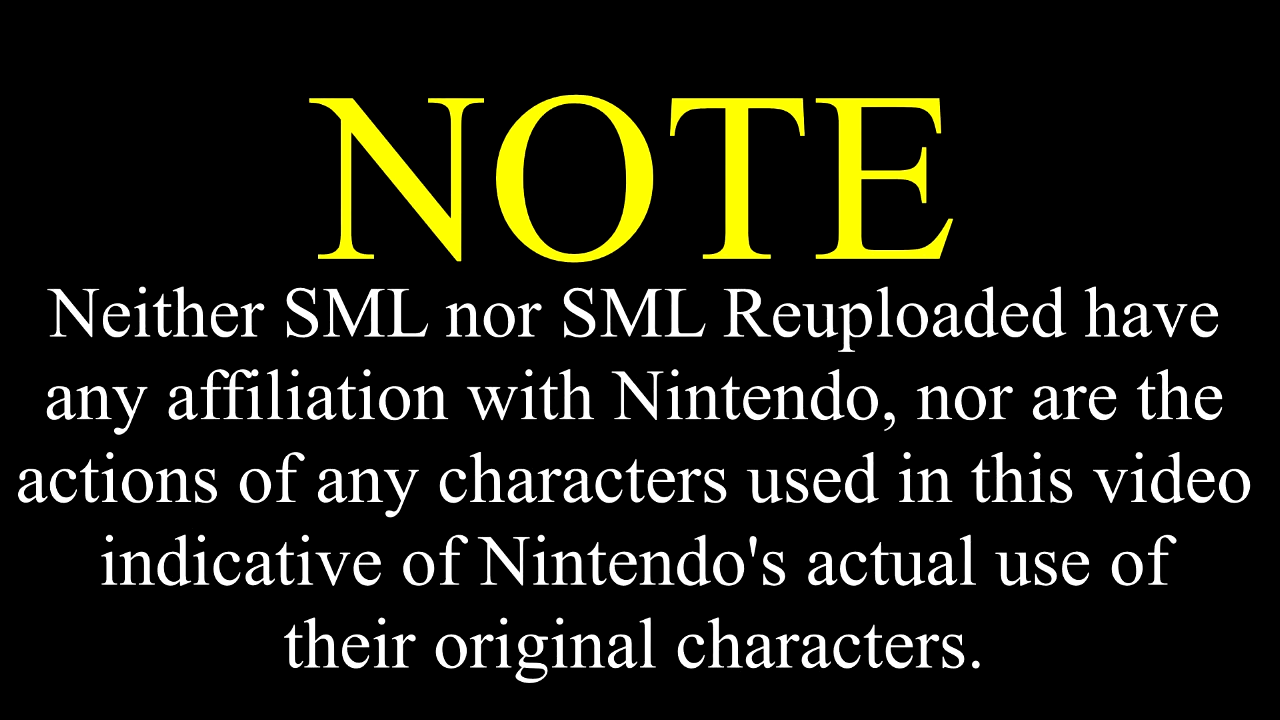 NOTE
Neither SML nor SML Reuploaded have
any affiliation with Nintendo, nor are the
actions of any characters used in this video
indicative of Nintendo's actual use of
their original characters.